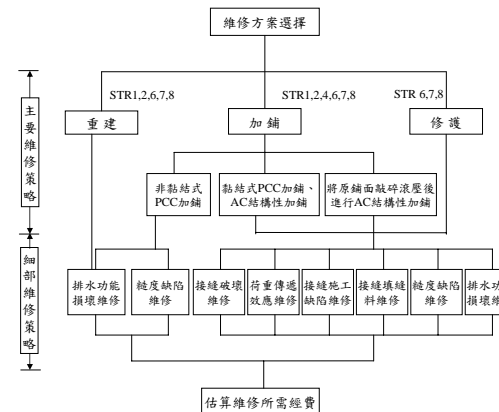 維修方案選擇
STR1,2,6,7,8
STR1,2,4,6,7,8
STR 6,7,8
主要維修策略
重建
加鋪
修護
非黏結式
PCC加鋪
黏結式PCC加鋪、
AC結構性加鋪
將原鋪面敲碎滾壓後
進行AC結構性加鋪
細部維修策略
排水功能
損壞維修
糙度缺陷
維修
接縫破壞
維修
荷重傳遞
效應維修
接縫施工
缺陷維修
接縫填縫
料維修
糙度缺陷
維修
排水功
損壞維
估算維修所需經費